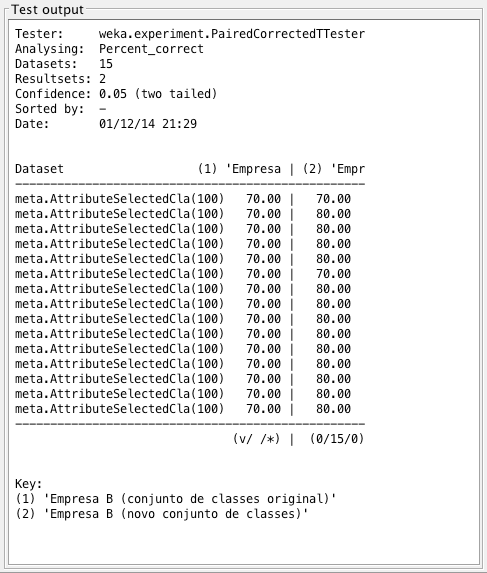 Test output
Tester:     weka.experiment.PairedCorrectedTTester
Analysing:  Percent_correct
Datasets:   15
Resultsets: 2
Confidence: 0.05 (two tailed)
Sorted by:  -
Date:       01/12/14 21:29
Dataset                   (1) 'Empresa | (2) 'Empr
--------------------------------------------------
meta.AttributeSelectedCla(100)   70.00 |   70.00
meta.AttributeSelectedCla(100)   70.00 |   80.00
meta.AttributeSelectedCla(100)   70.00 |   80.00
meta.AttributeSelectedCla(100)   70.00 |   80.00
meta.AttributeSelectedCla(100)   70.00 |   80.00
meta.AttributeSelectedCla(100)   70.00 |   70.00
meta.AttributeSelectedCla(100)   70.00 |   80.00
meta.AttributeSelectedCla(100)   70.00 |   80.00
meta.AttributeSelectedCla(100)   70.00 |   80.00
meta.AttributeSelectedCla(100)   70.00 |   80.00
meta.AttributeSelectedCla(100)   70.00 |   80.00
meta.AttributeSelectedCla(100)   70.00 |   80.00
meta.AttributeSelectedCla(100)   70.00 |   80.00
meta.AttributeSelectedCla(100)   70.00 |   80.00
meta.AttributeSelectedCla(100)   70.00 |   80.00
--------------------------------------------------
(v/ /*) |  (0/15/0)
Key:
(1) 'Empresa B (conjunto de classes original)'
(2) 'Empresa B (novo conjunto de classes)'